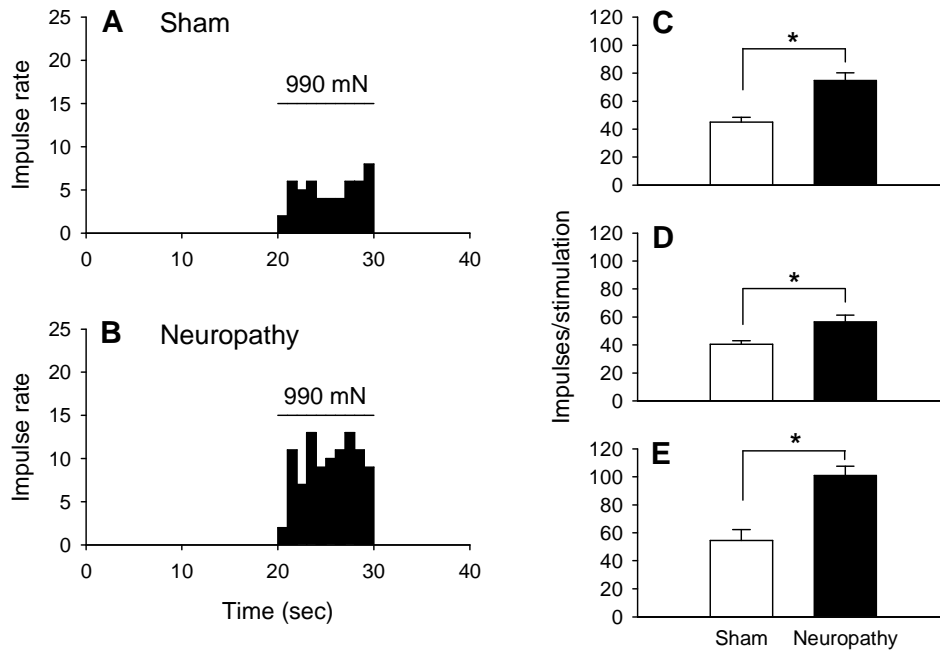 A Sham
25
20
15
10
5
0
Impulse rate
990 mN
0 10 20 30 40
B Neuropathy
25
20
15
10
5
0
Impulse rate
990 mN
0 10 20 30 40
Time (sec)
C
120
100
80
60
40
20
0
*
D
120
100
80
60
40
20
0
*
Impulses/stimulation
E
120
100
80
60
40
20
0
*
Sham Neuropathy